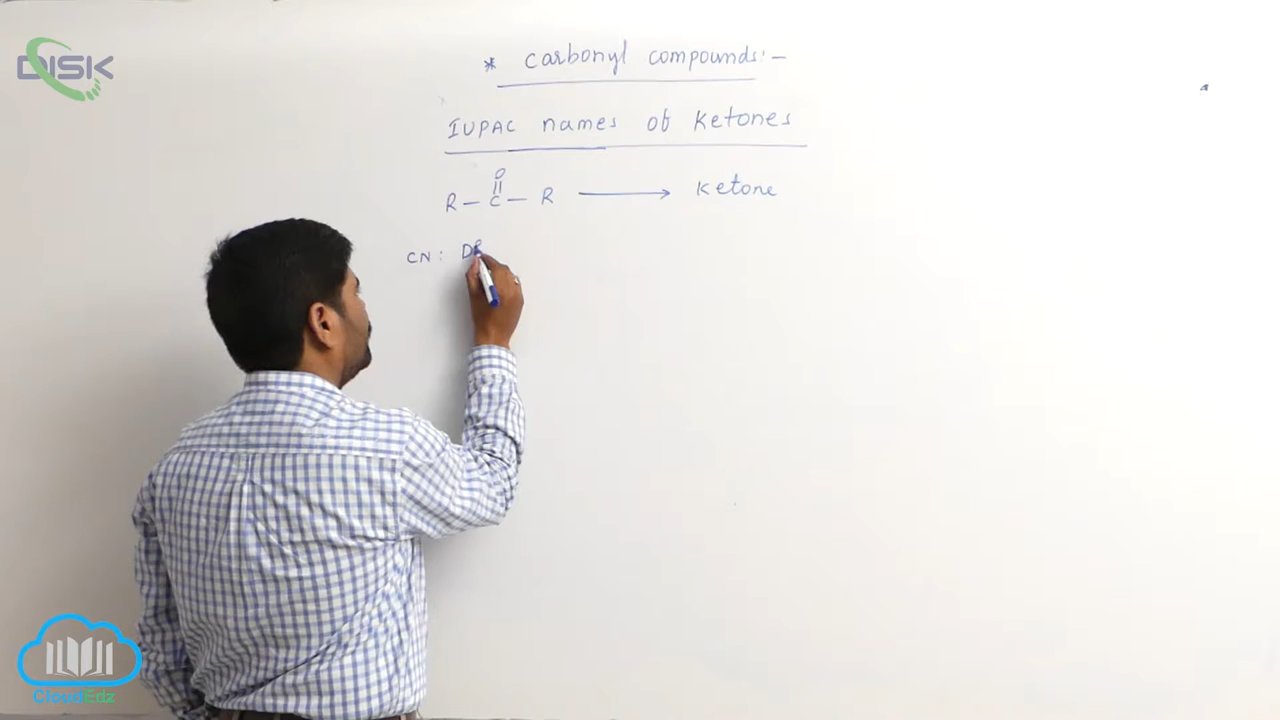 DISK
* Carbonyl compounds:-
IUPAC names of Ketones
O
R - C - R → Ketone
CN: D
CloudEdz